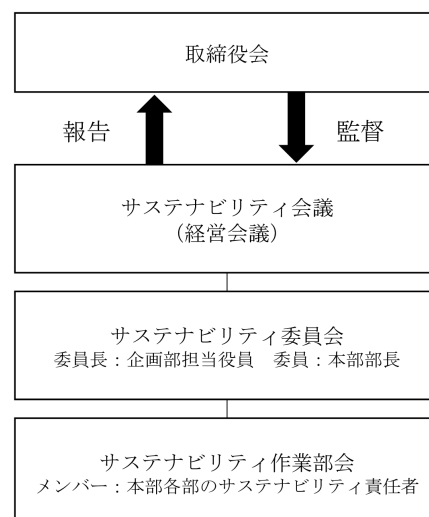 取締役会
報告
監督
サステナビリティ会議
（経営会議）
サステナビリティ委員会
委員長：企画部担当役員　委員：本部部長
サステナビリティ作業部会
メンバー：本部各部のサステナビリティ責任者